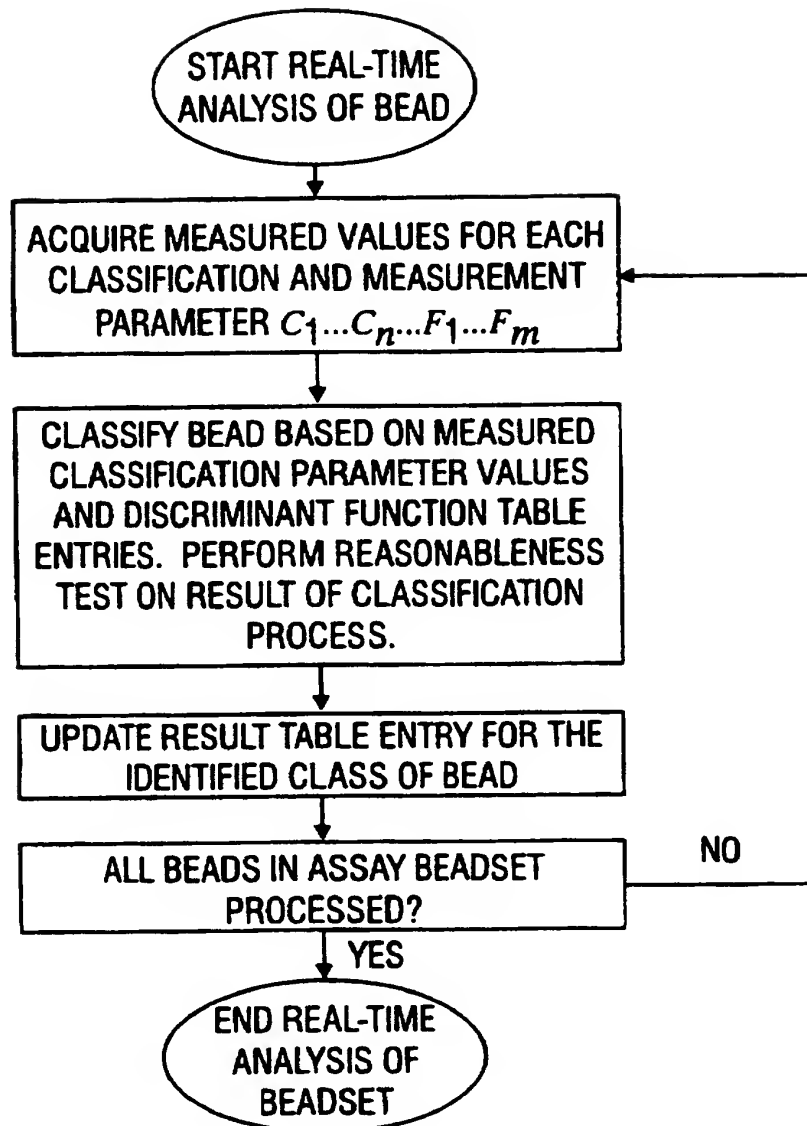 START REAL-TIME
ANALYSIS OF BEAD
ACQUIRE MEASURED VALUES FOR EACH
CLASSIFICATION AND MEASUREMENT
PARAMETER C1...Cn...F1...Fm
CLASSIFY BEAD BASED ON MEASURED
CLASSIFICATION PARAMETER VALUES
AND DISCRIMINANT FUNCTION TABLE
ENTRIES. PERFORM REASONABLENESS
TEST ON RESULT OF CLASSIFICATION
PROCESS.
UPDATE RESULT TABLE ENTRY FOR THE
IDENTIFIED CLASS OF BEAD
ALL BEADS IN ASSAY BEADSET
PROCESSED?
NO
YES
END REAL-TIME
ANALYSIS OF
BEADSET